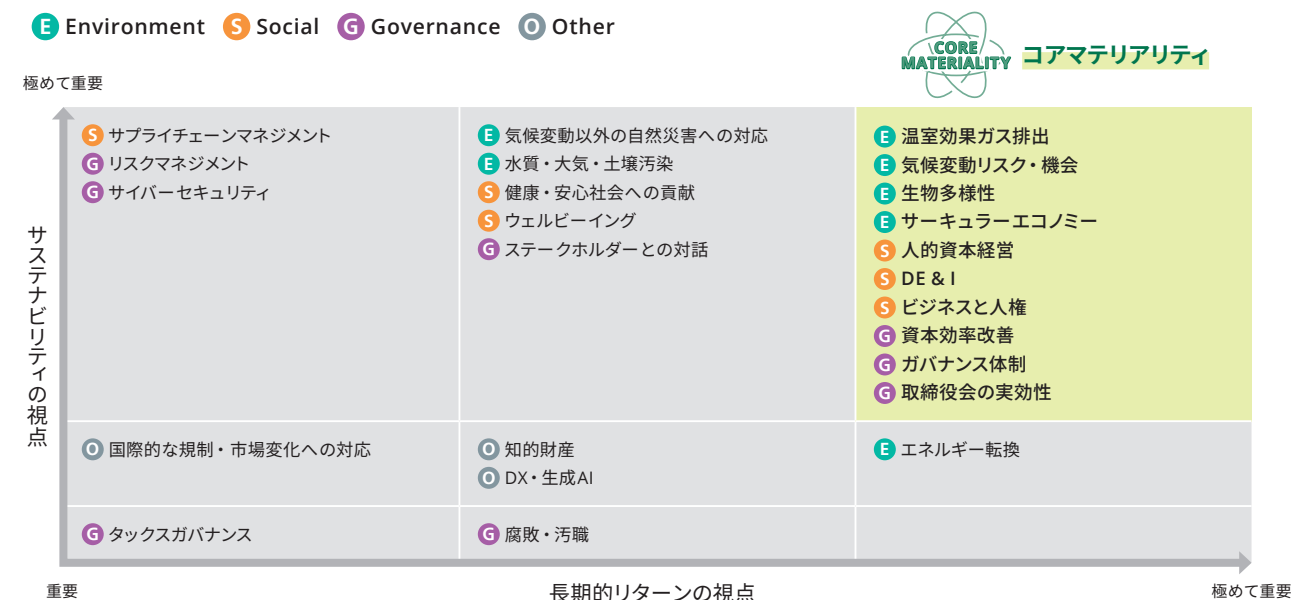 E Environment S Social G Governance O Other
CORE
MATERIALITY
コアマテリアリティ
極めて重要
サステナビリティの視点
S サプライチェーンマネジメント
G リスクマネジメント
G サイバーセキュリティ
E 気候変動以外の自然災害への対応
E 水質・大気・土壌汚染
S 健康・安心社会への貢献
S ウェルビーイング
G ステークホルダーとの対話
E 温室効果ガス排出
E 気候変動リスク・機会
E 生物多様性
E サーキュラーエコノミー
S 人的資本経営
S DE & I
S ビジネスと人権
G 資本効率改善
G ガバナンス体制
G 取締役会の実効性
O 国際的な規制・市場変化への対応
O 知的財産
O DX・生成AI
E エネルギー転換
G タックスガバナンス
G 腐敗・汚職
重要
長期的リターンの視点
極めて重要